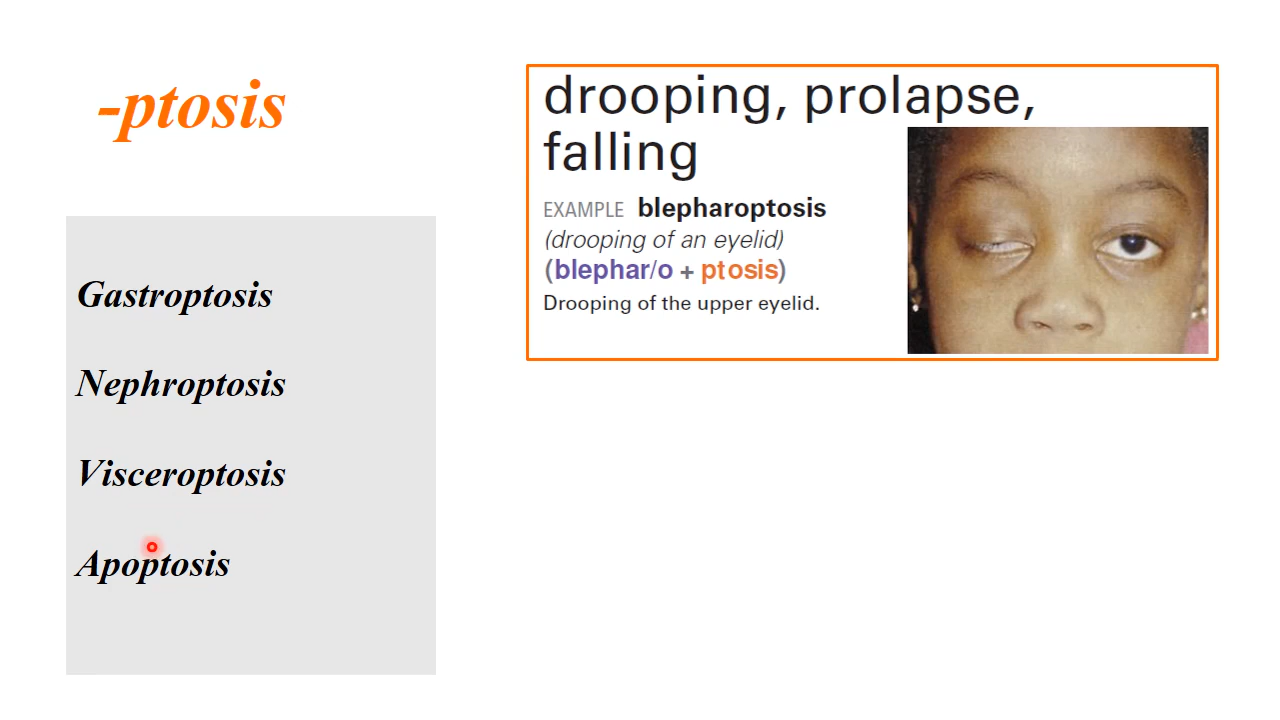 -ptosis
Gastroptosis
Nephroptosis
Visceroptosis
Apoptosis
drooping, prolapse,
falling
EXAMPLE blepharoptosis
(drooping of an eyelid)
(blephar/o + ptosis)
Drooping of the upper eyelid.